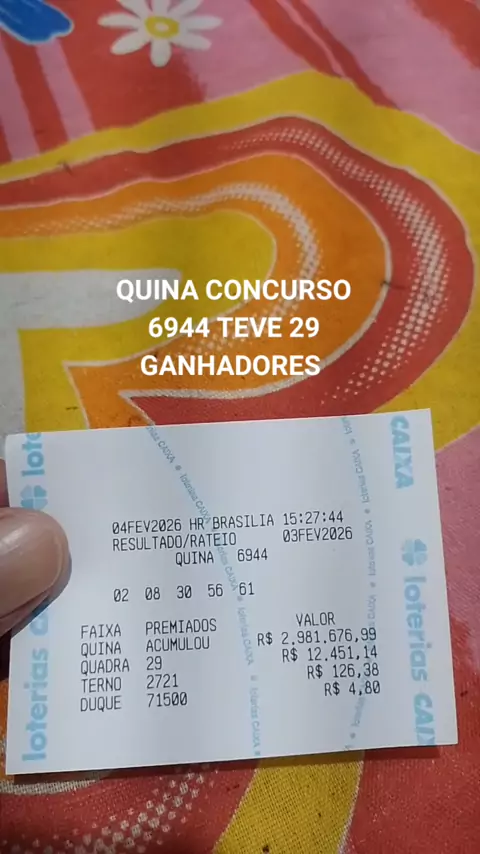 QUINA CONCURSO
6944 TEVE 29
GANHADORES
CAIXA
loterias CAIXA
04FEV2026 HR BRASILIA 15:27:44
RESULTADO/RATEIO 03FEV2026
QUINA 6944
02 08 30 56 61
FAIXA PREMIADOS VALOR
QUINA ACUMULOU R$ 2.981.676,99
QUADRA 29 R$ 12.451,14
TERNO 2721 R$ 126,38
DUQUE 71500 R$ 4,80
loterias
loterias CAIXA